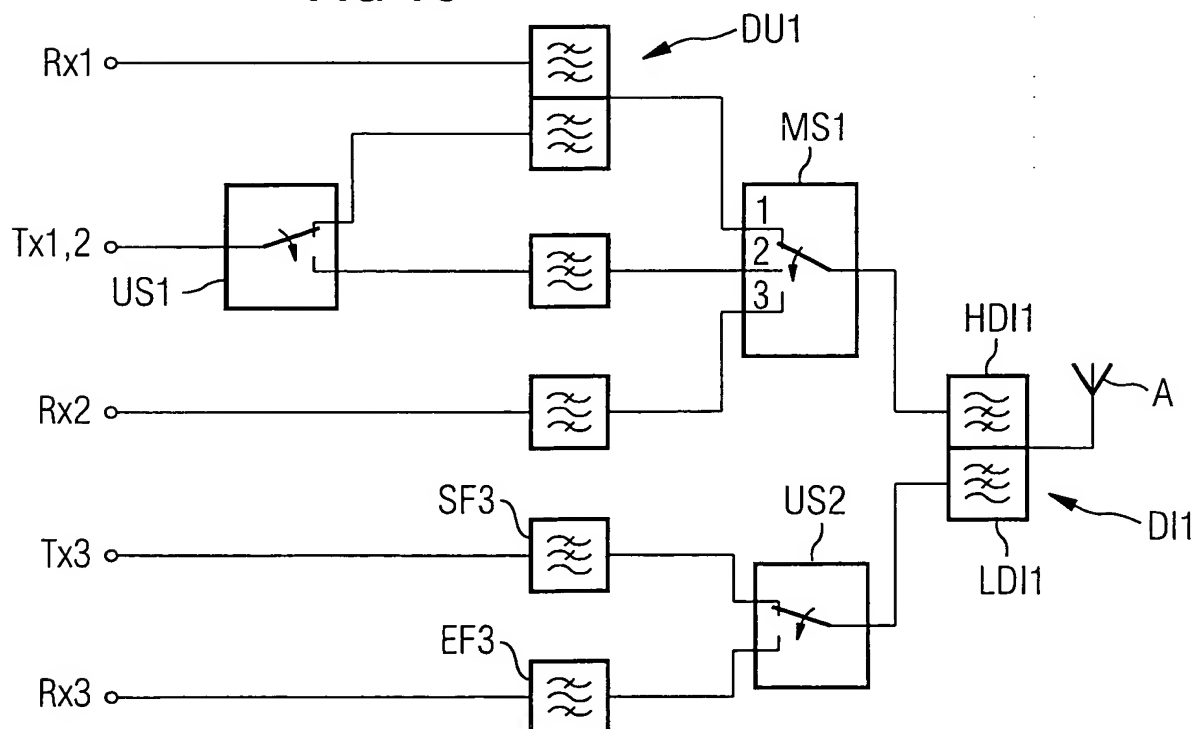 Rx1
DU1
MS1
1
Tx1,2
2
US1
3
HDI1
A
Rx2
SF3
US2
Tx3
DI1
LDI1
EF3
Rx3